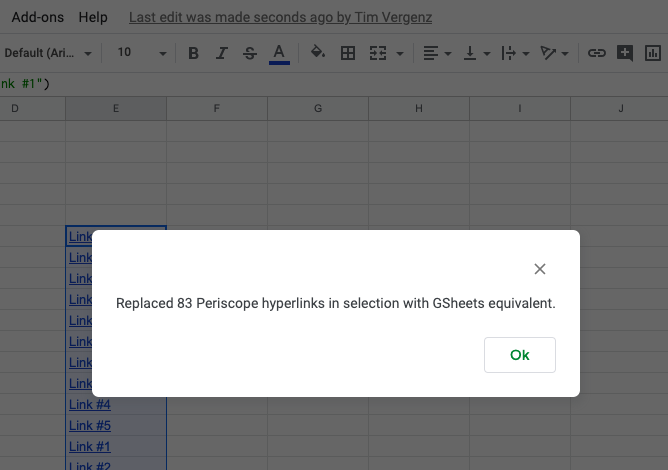 Add-ons Help Last edit was made seconds ago by Tim Vergenz
Default (Ari... 10 B I S A
nk #1")
D E F G H I J
Link
Link
Link
Link
Link
Link
Link
Link
Replaced 83 Periscope hyperlinks in selection with GSheets equivalent.
Ok
Link #4
Link #5
Link #1
Link #2